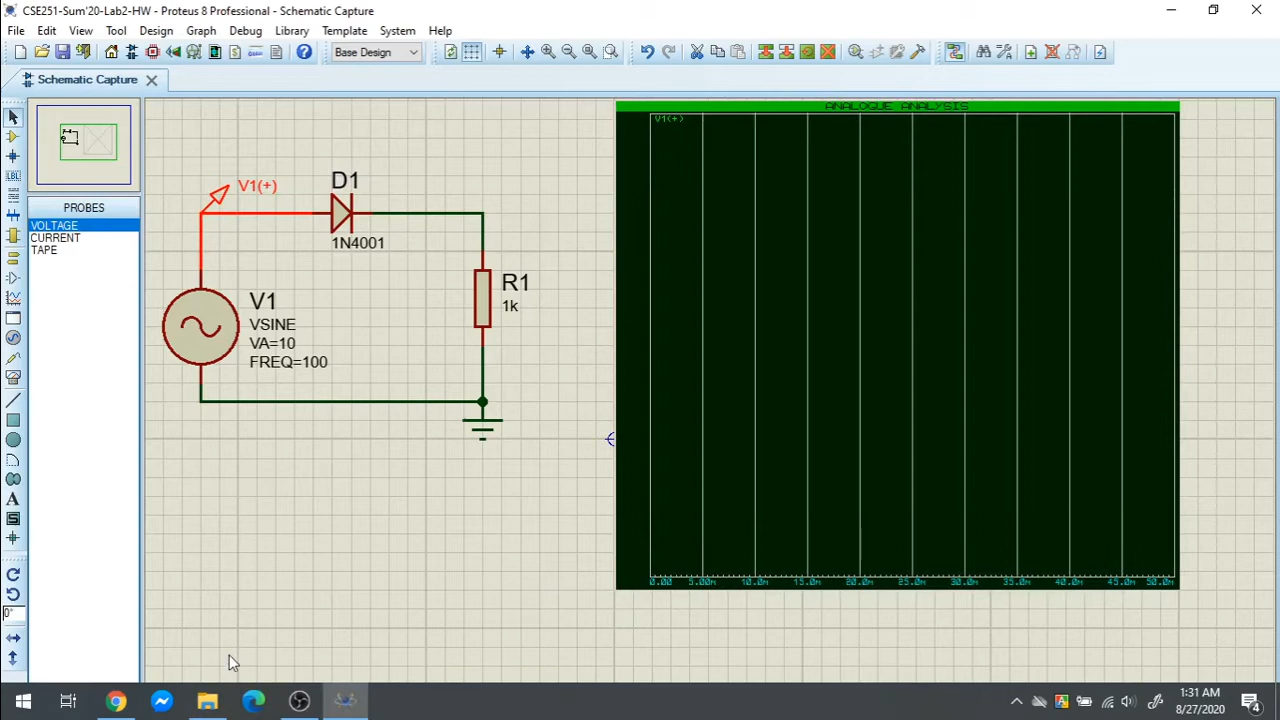 CSE251-Sum'20-Lab2-HW - Proteus 8 Professional - Schematic Capture
File Edit View Tool Design Graph Debug Library Template System Help
Base Design
Schematic Capture
PROBES
VOLTAGE
CURRENT
TAPE
LBL
A
0°
V1(+)
D1
1N4001
V1
VSINE
VA=10
FREQ=100
R1
1k
ANALOGUE ANALYSIS
V1(+)
0.00 5.00m 10.0m 15.0m 20.0m 25.0m 30.0m 35.0m 40.0m 45.0m 50.0m
1:31 AM
8/27/2020
4